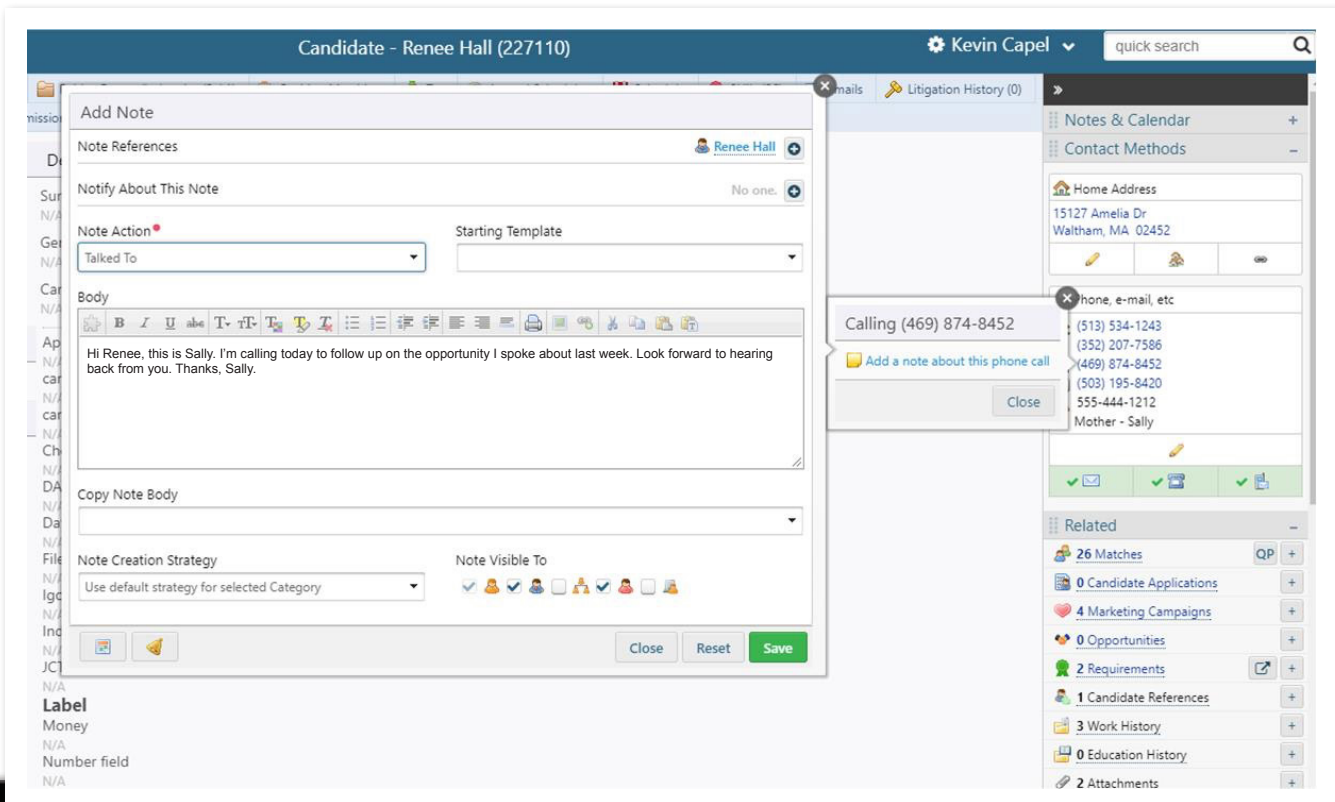 Candidate - Renee Hall (227110)
Kevin Capel
quick search
mails
Litigation History (0)
Add Note
Note References
Renee Hall
Notify About This Note
No one.
Note Action
Starting Template
Talked To
Body
B I U abc
Hi Renee, this is Sally. I'm calling today to follow up on the opportunity I spoke about last week. Look forward to hearing
back from you. Thanks, Sally.
Copy Note Body
Note Creation Strategy
Note Visible To
Use default strategy for selected Category
Close
Reset
Save
N/A
Label
Money
N/A
Number field
N/A
Calling (469) 874-8452
Add a note about this phone call
Close
Notes & Calendar
Contact Methods
Home Address
15127 Amelia Dr
Waltham, MA 02452
hone, e-mail, etc
(513) 534-1243
(352) 207-7586
(469) 874-8452
(503) 195-8420
555-444-1212
Mother - Sally
Related
26 Matches
QP +
0 Candidate Applications +
4 Marketing Campaigns +
0 Opportunities +
2 Requirements +
1 Candidate References +
3 Work History +
0 Education History +
2 Attachments +